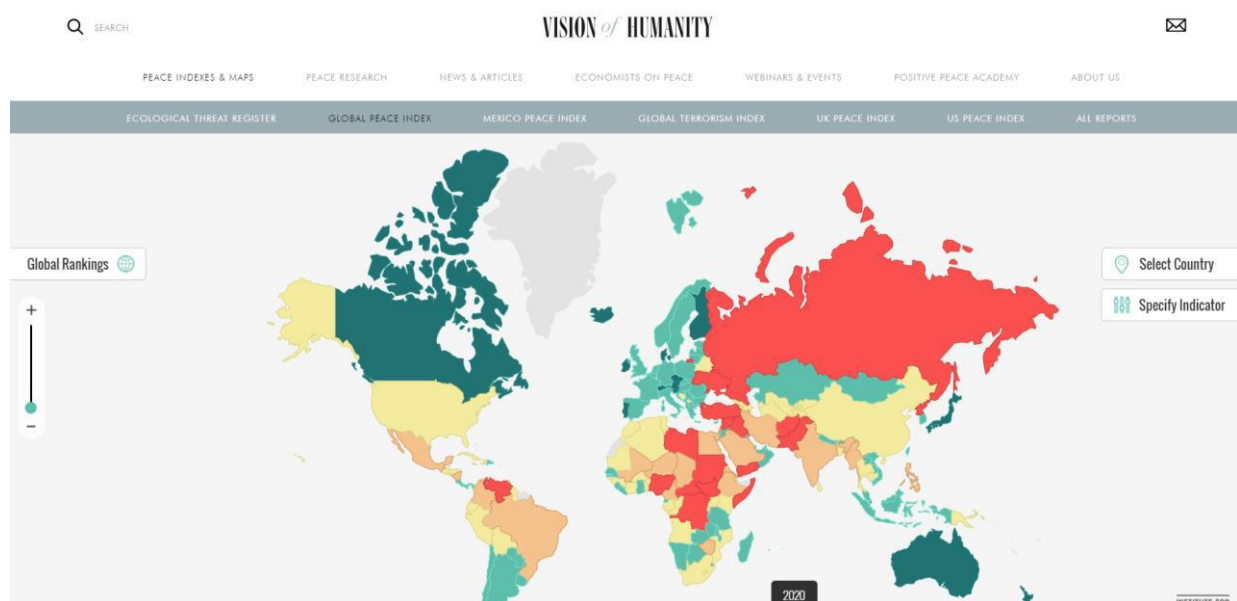 SEARCH
VISION of HUMANITY
PEACE INDEXES & MAPS
PEACE RESEARCH
NEWS & ARTICLES
ECONOMISTS ON PEACE
WEBINARS & EVENTS
POSITIVE PEACE ACADEMY
ABOUT US
ECOLOGICAL THREAT REGISTER
GLOBAL PEACE INDEX
MEXICO PEACE INDEX
GLOBAL TERRORISM INDEX
UK PEACE INDEX
US PEACE INDEX
ALL REPORTS
Global Rankings
Select Country
Specify Indicator
+
−
2020